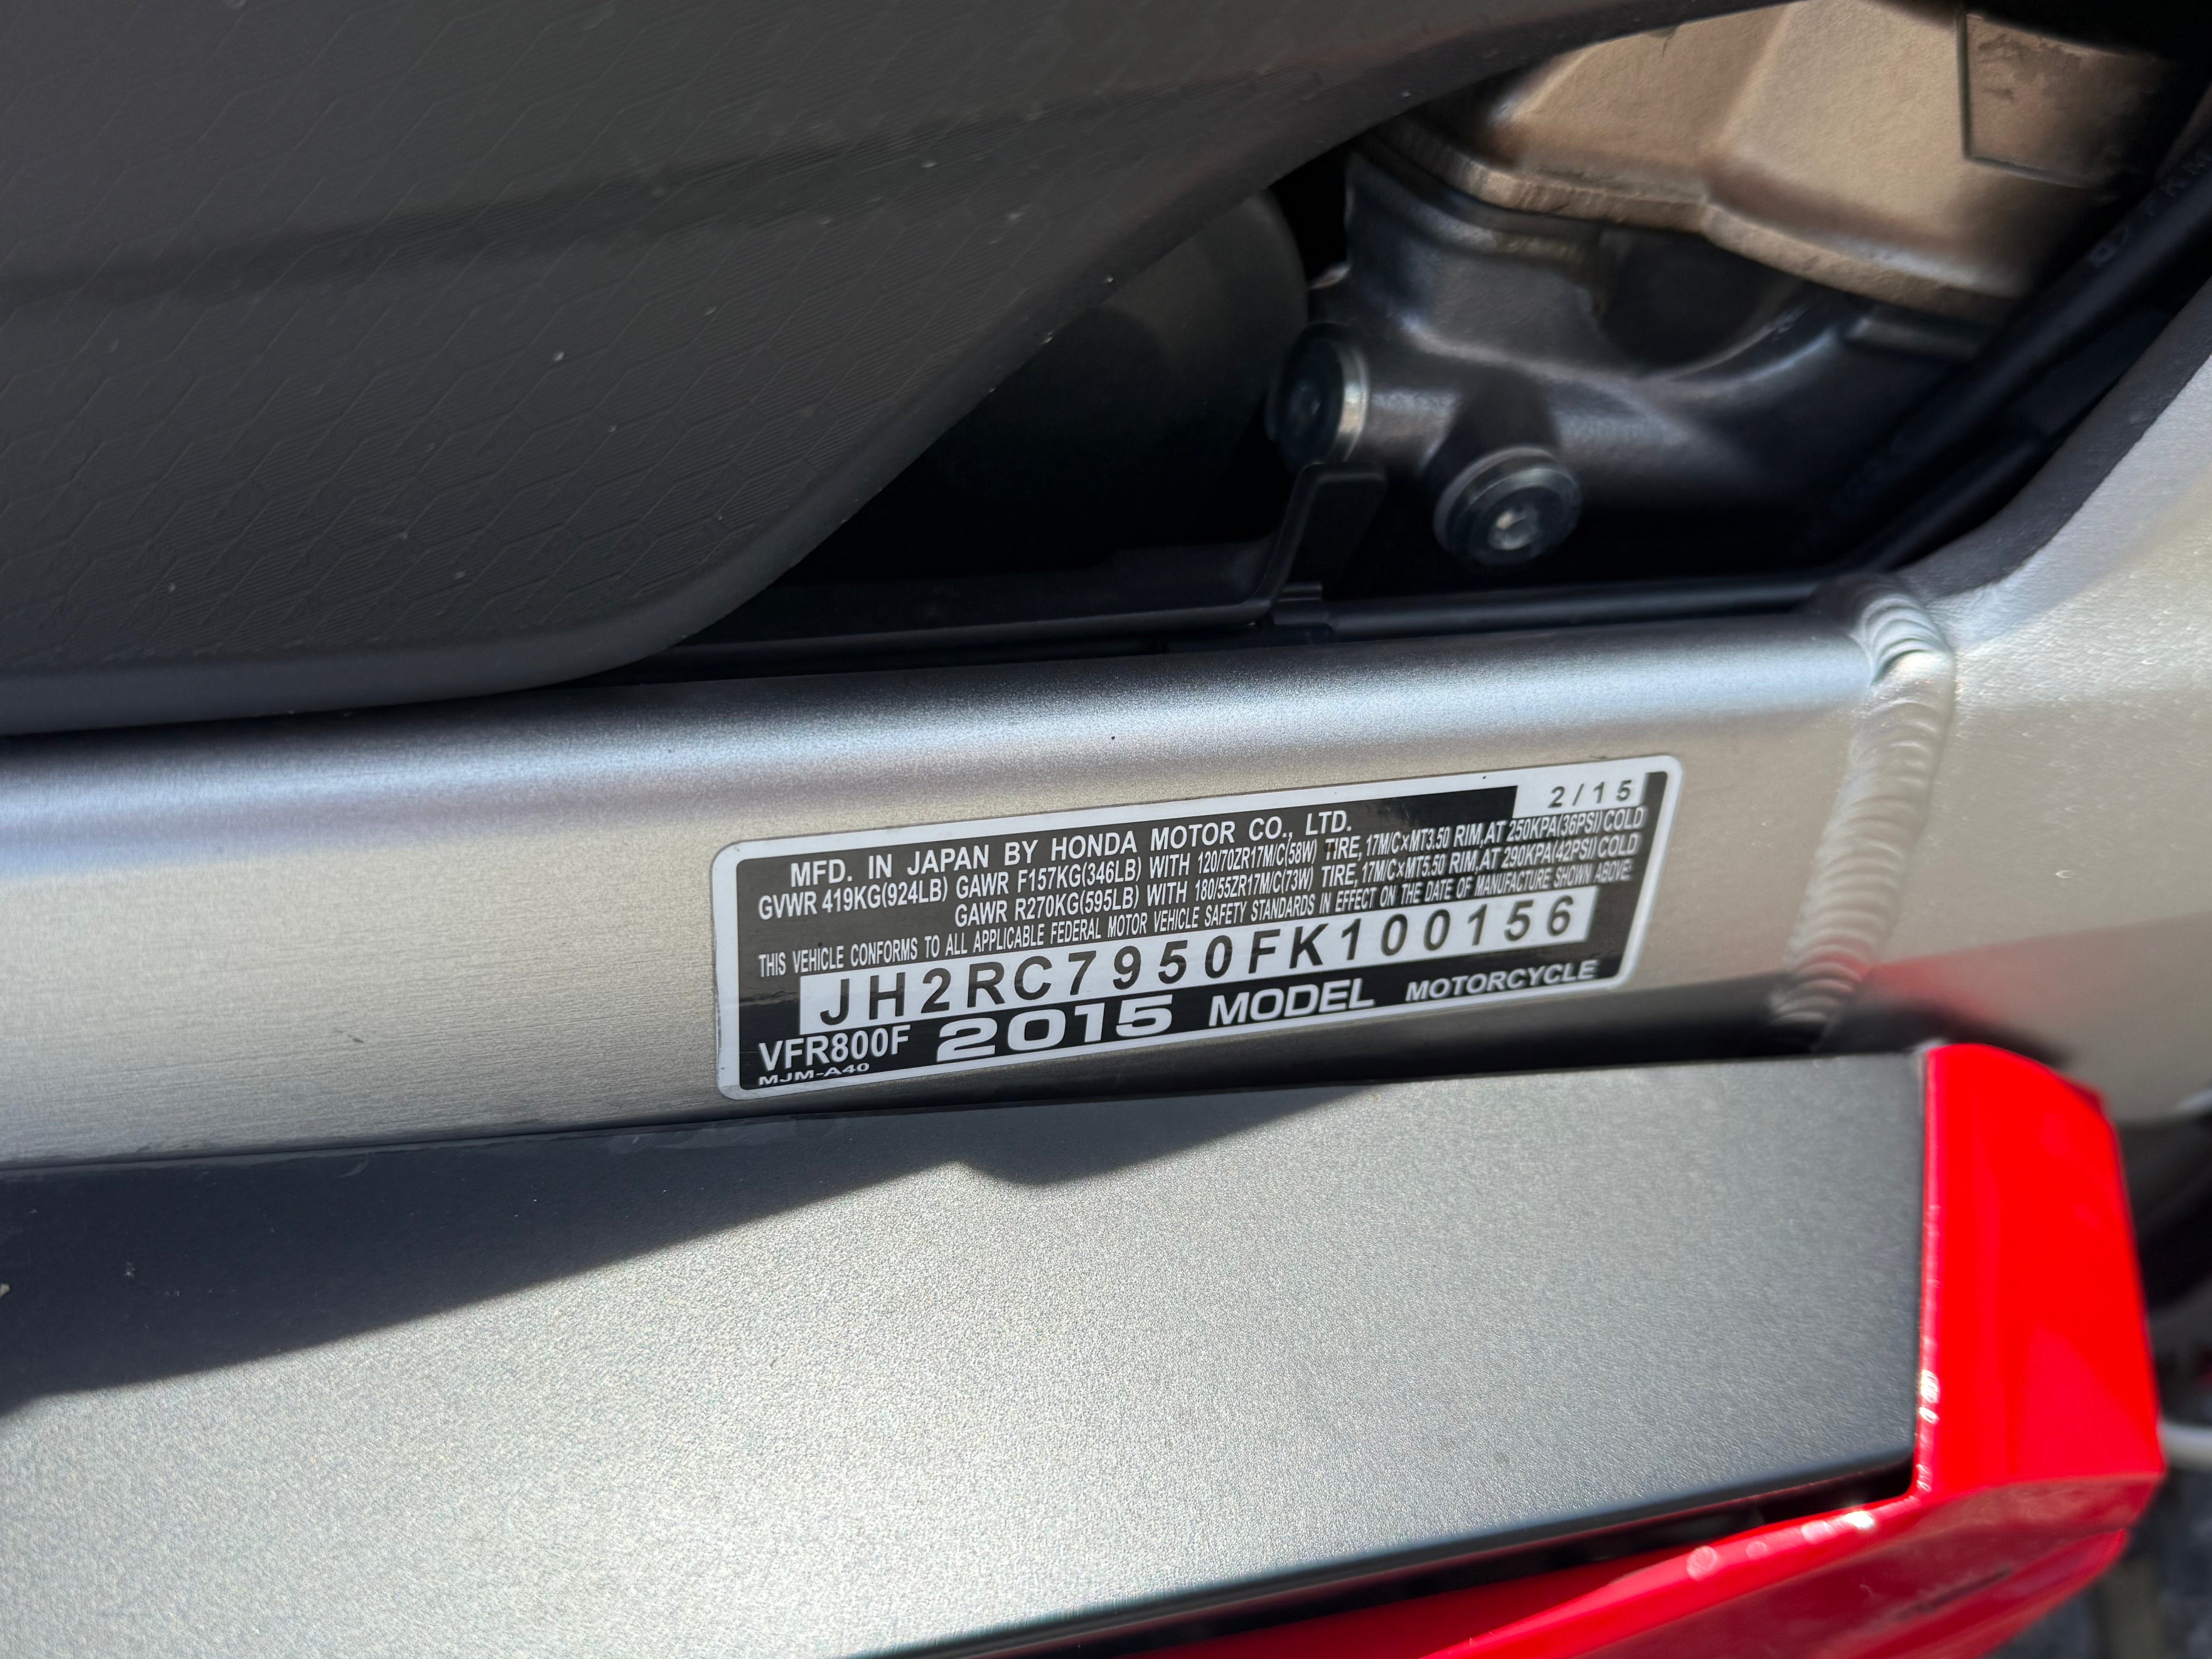 2/15
MFD. IN JAPAN BY HONDA MOTOR CO., LTD.
GVWR 419KG(924LB) GAWR F157KG(346LB) WITH 120/70ZR17M/C(58W) TIRE,17M/C×MT3.50 RIM,AT 250KPA(36PSI)COLD
GAWR R270KG(595LB) WITH 180/55ZR17M/C(73W) TIRE,17M/C×MT5.50 RIM,AT 290KPA(42PSI)COLD
THIS VEHICLE CONFORMS TO ALL APPLICABLE FEDERAL MOTOR VEHICLE SAFETY STANDARDS IN EFFECT ON THE DATE OF MANUFACTURE SHOWN ABOVE.
JH2RC7950FK100156
VFR800F 2015 MODEL MOTORCYCLE
MJM-A40